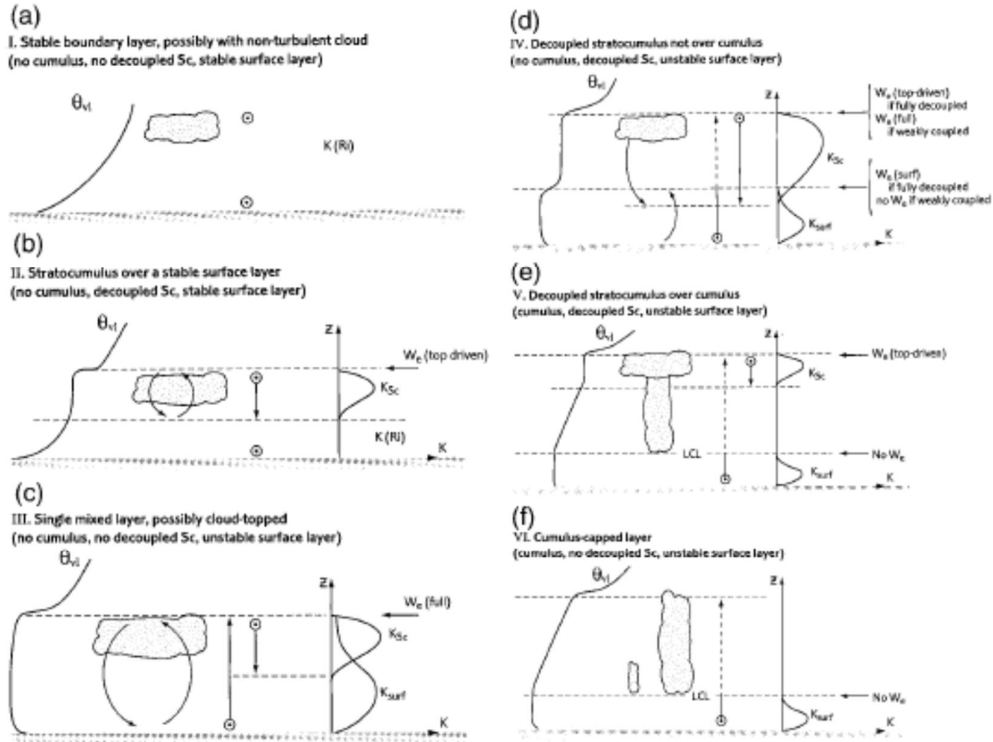 (a)
I. Stable boundary layer, possibly with non-turbulent cloud
(no cumulus, no decoupled Sc, stable surface layer)
θvl
K (Ri)
(b)
II. Stratocumulus over a stable surface layer
(no cumulus, decoupled Sc, stable surface layer)
θvl
z
We (top driven)
KSc
K (Ri)
K
(c)
III. Single mixed layer, possibly cloud-topped
(no cumulus, no decoupled Sc, unstable surface layer)
θvl
z
We (full)
KSc
Ksurf
K
(d)
IV. Decoupled stratocumulus not over cumulus
(no cumulus, decoupled Sc, unstable surface layer)
θvl
z
We (top-driven)
if fully decoupled
We (full)
if weakly coupled
KSc
We (surf)
if fully decoupled
no We if weakly coupled
Ksurf
K
(e)
V. Decoupled stratocumulus over cumulus
(cumulus, decoupled Sc, unstable surface layer)
θvl
z
We (top-driven)
KSc
LCL
No We
Ksurf
K
(f)
VI. Cumulus-capped layer
(cumulus, no decoupled Sc, unstable surface layer)
θvl
z
LCL
No We
Ksurf
K